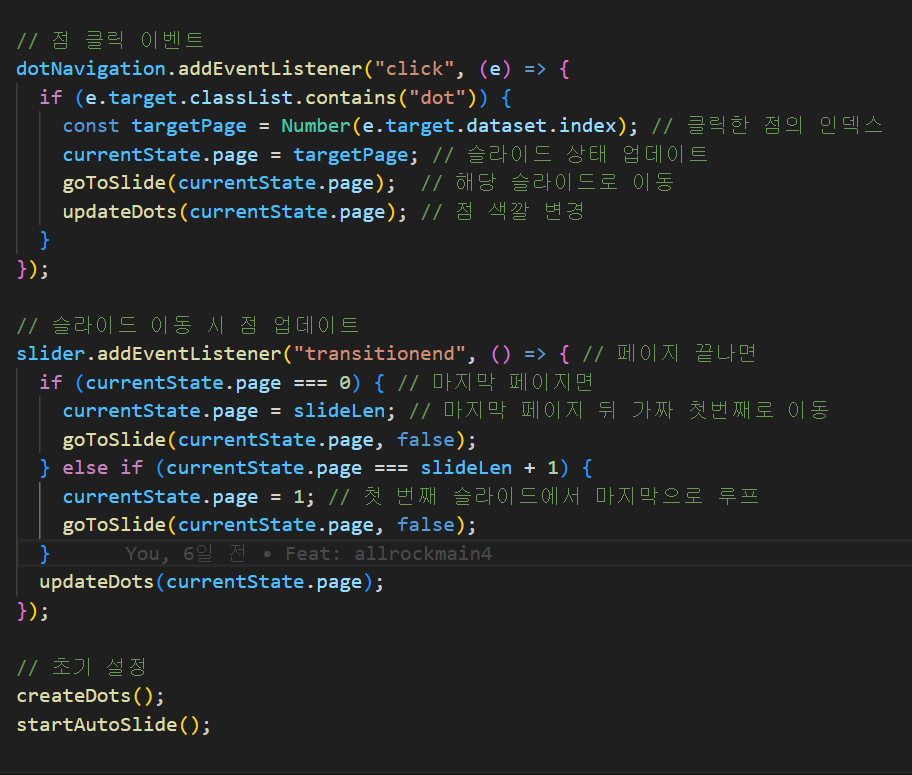 // 점 클릭 이벤트
dotNavigation.addEventListener("click", (e) => {
  if (e.target.classList.contains("dot")) {
    const targetPage = Number(e.target.dataset.index); // 클릭한 점의 인덱스
    currentState.page = targetPage; // 슬라이드 상태 업데이트
    goToSlide(currentState.page);  // 해당 슬라이드로 이동
    updateDots(currentState.page); // 점 색깔 변경
  }
});
// 슬라이드 이동 시 점 업데이트
slider.addEventListener("transitionend", () => { // 페이지 끝나면
  if (currentState.page === 0) { // 마지막 페이지면
    currentState.page = slideLen; // 마지막 페이지 뒤 가짜 첫번째로 이동
    goToSlide(currentState.page, false);
  } else if (currentState.page === slideLen + 1) {
    currentState.page = 1; // 첫 번째 슬라이드에서 마지막으로 루프
    goToSlide(currentState.page, false);
  }       You, 6일 전 • Feat: allrockmain4
  updateDots(currentState.page);
});
// 초기 설정
createDots();
startAutoSlide();